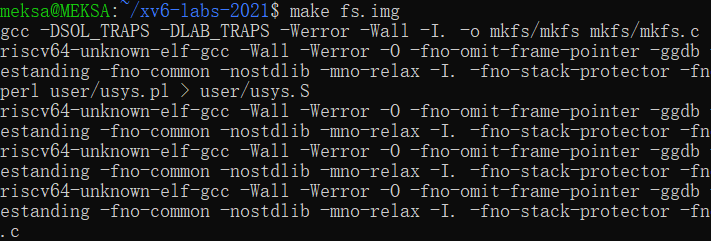 meksa@MEKSA:~/xv6-labs-2021$ make fs.img
gcc -DSOL_TRAPS -DLAB_TRAPS -Werror -Wall -I. -o mkfs/mkfs mkfs/mkfs.c
riscv64-unknown-elf-gcc -Wall -Werror -O -fno-omit-frame-pointer -ggdb
estanding -fno-common -nostdlib -mno-relax -I. -fno-stack-protector -fn
perl user/usys.pl > user/usys.S
riscv64-unknown-elf-gcc -Wall -Werror -O -fno-omit-frame-pointer -ggdb
estanding -fno-common -nostdlib -mno-relax -I. -fno-stack-protector -fn
riscv64-unknown-elf-gcc -Wall -Werror -O -fno-omit-frame-pointer -ggdb
estanding -fno-common -nostdlib -mno-relax -I. -fno-stack-protector -fn
riscv64-unknown-elf-gcc -Wall -Werror -O -fno-omit-frame-pointer -ggdb
estanding -fno-common -nostdlib -mno-relax -I. -fno-stack-protector -fn
.c